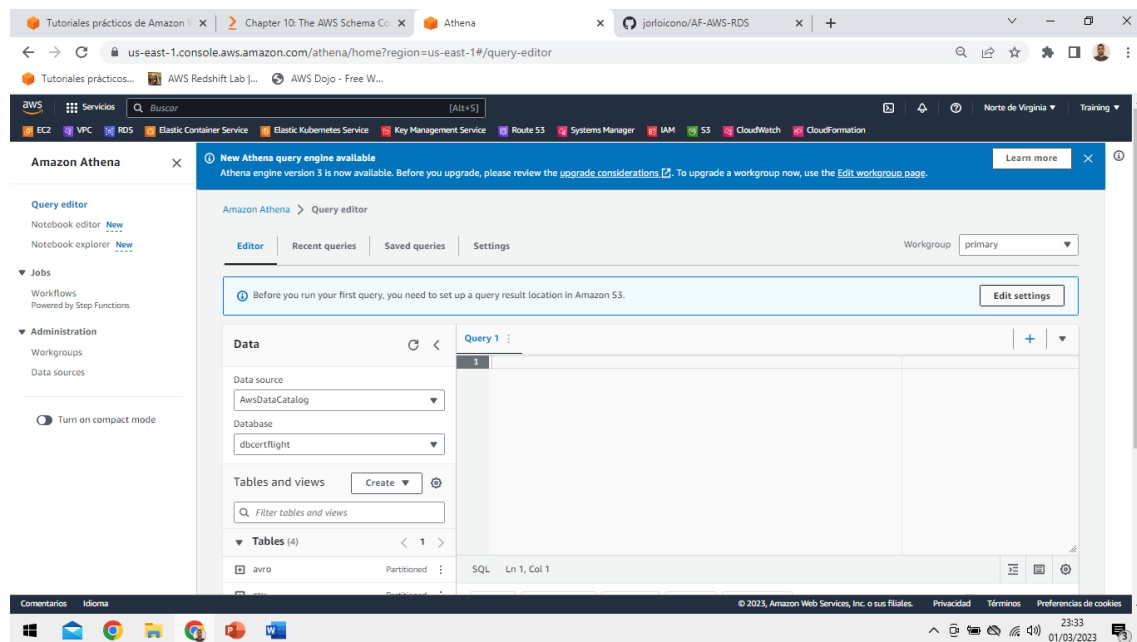 Tutoriales prácticos de Amazon W
Chapter 10: The AWS Schema Co
Athena
jorloicono/AF-AWS-RDS
us-east-1.console.aws.amazon.com/athena/home?region=us-east-1#/query-editor
Tutoriales prácticos...
AWS Redshift Lab |...
AWS Dojo - Free W...
aws
Servicios
Buscar
[Alt+S]
Norte de Virginia
Training
EC2
VPC
RDS
Elastic Container Service
Elastic Kubernetes Service
Key Management Service
Route 53
Systems Manager
IAM
S3
CloudWatch
CloudFormation
Amazon Athena
Query editor
Notebook editor New
Notebook explorer New
Jobs
Workflows
Powered by Step Functions
Administration
Workgroups
Data sources
Turn on compact mode
New Athena query engine available
Athena engine version 3 is now available. Before you upgrade, please review the upgrade considerations. To upgrade a workgroup now, use the Edit workgroup page.
Learn more
Amazon Athena > Query editor
Editor
Recent queries
Saved queries
Settings
Workgroup
primary
Before you run your first query, you need to set up a query result location in Amazon S3.
Edit settings
Data
Data source
AwsDataCatalog
Database
dbcertflight
Tables and views
Create
Filter tables and views
Tables (4)
1
avro
Partitioned
Query 1
1
SQL
Ln 1, Col 1
Comentarios
Idioma
© 2023, Amazon Web Services, Inc. o sus filiales.
Privacidad
Términos
Preferencias de cookies
23:33
01/03/2023
3